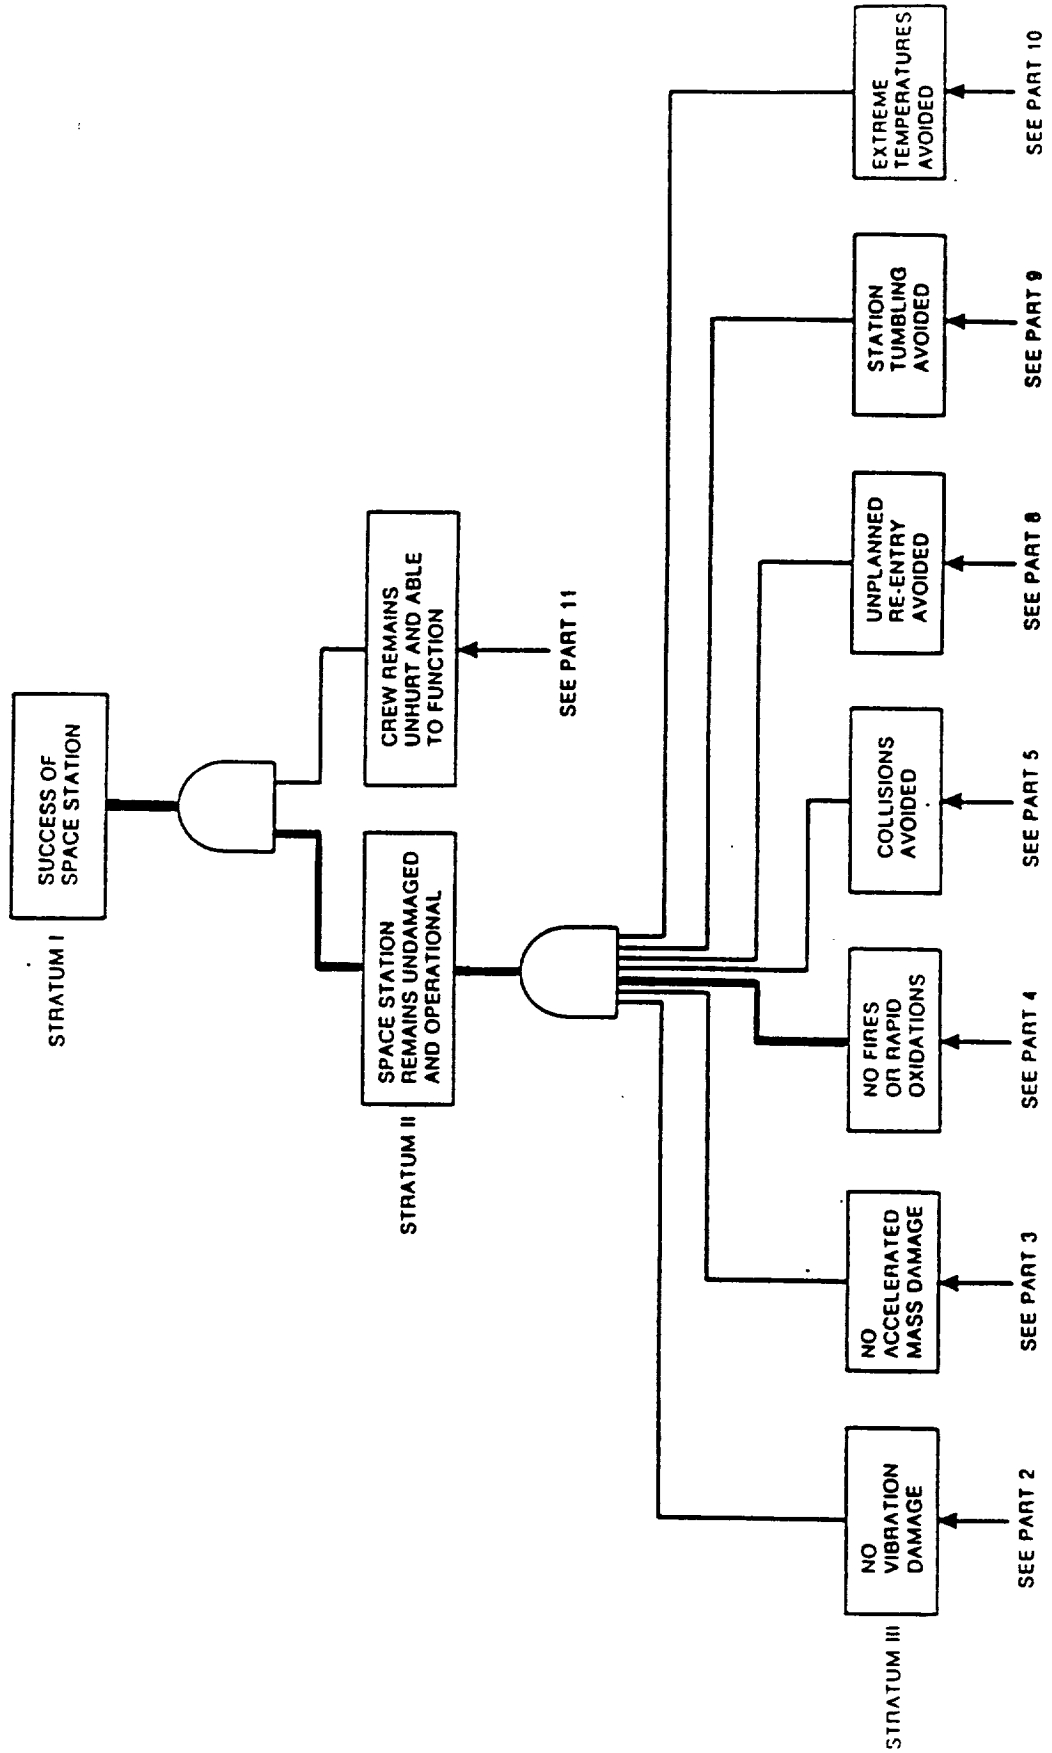 STRATUM I
SUCCESS OF
SPACE STATION
STRATUM II
SPACE STATION
REMAINS UNDAMAGED
AND OPERATIONAL
CREW REMAINS
UNHURT AND ABLE
TO FUNCTION
SEE PART 11
STRATUM III
NO
VIBRATION
DAMAGE
NO
ACCELERATED
MASS DAMAGE
NO FIRES
OR RAPID
OXIDATIONS
COLLISIONS
AVOIDED
UNPLANNED
RE-ENTRY
AVOIDED
STATION
TUMBLING
AVOIDED
EXTREME
TEMPERATURES
AVOIDED
SEE PART 2
SEE PART 3
SEE PART 4
SEE PART 5
SEE PART 8
SEE PART 9
SEE PART 10